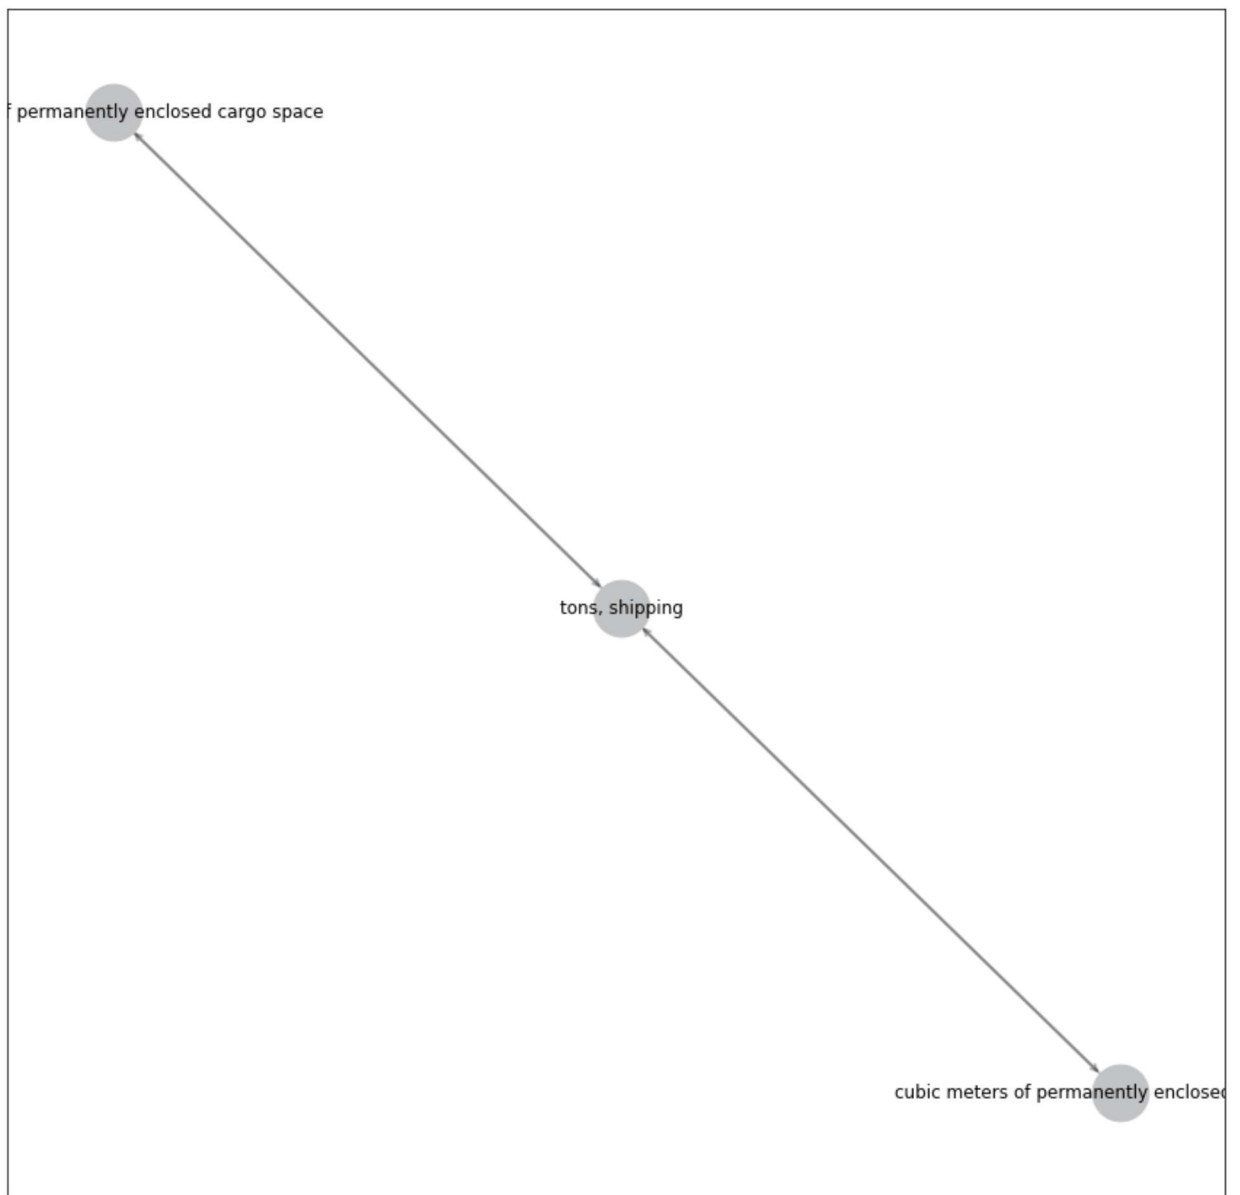 f permanently enclosed cargo space
tons, shipping
cubic meters of permanently enclosed